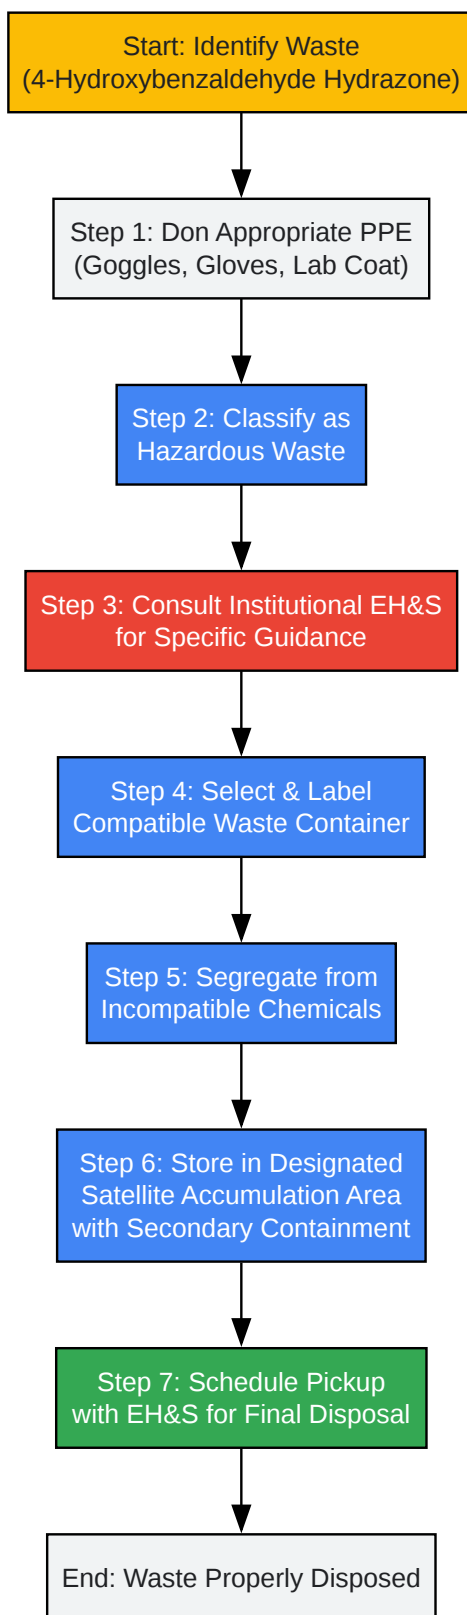 Start: Identify Waste
(4-Hydroxybenzaldehyde Hydrazone)
Step 1: Don Appropriate PPE
(Goggles, Gloves, Lab Coat)
Step 2: Classify as
Hazardous Waste
Step 3: Consult Institutional EH&S
for Specific Guidance
Step 4: Select & Label
Compatible Waste Container
Step 5: Segregate from
Incompatible Chemicals
Step 6: Store in Designated
Satellite Accumulation Area
with Secondary Containment
Step 7: Schedule Pickup
with EH&S for Final Disposal
End: Waste Properly Disposed